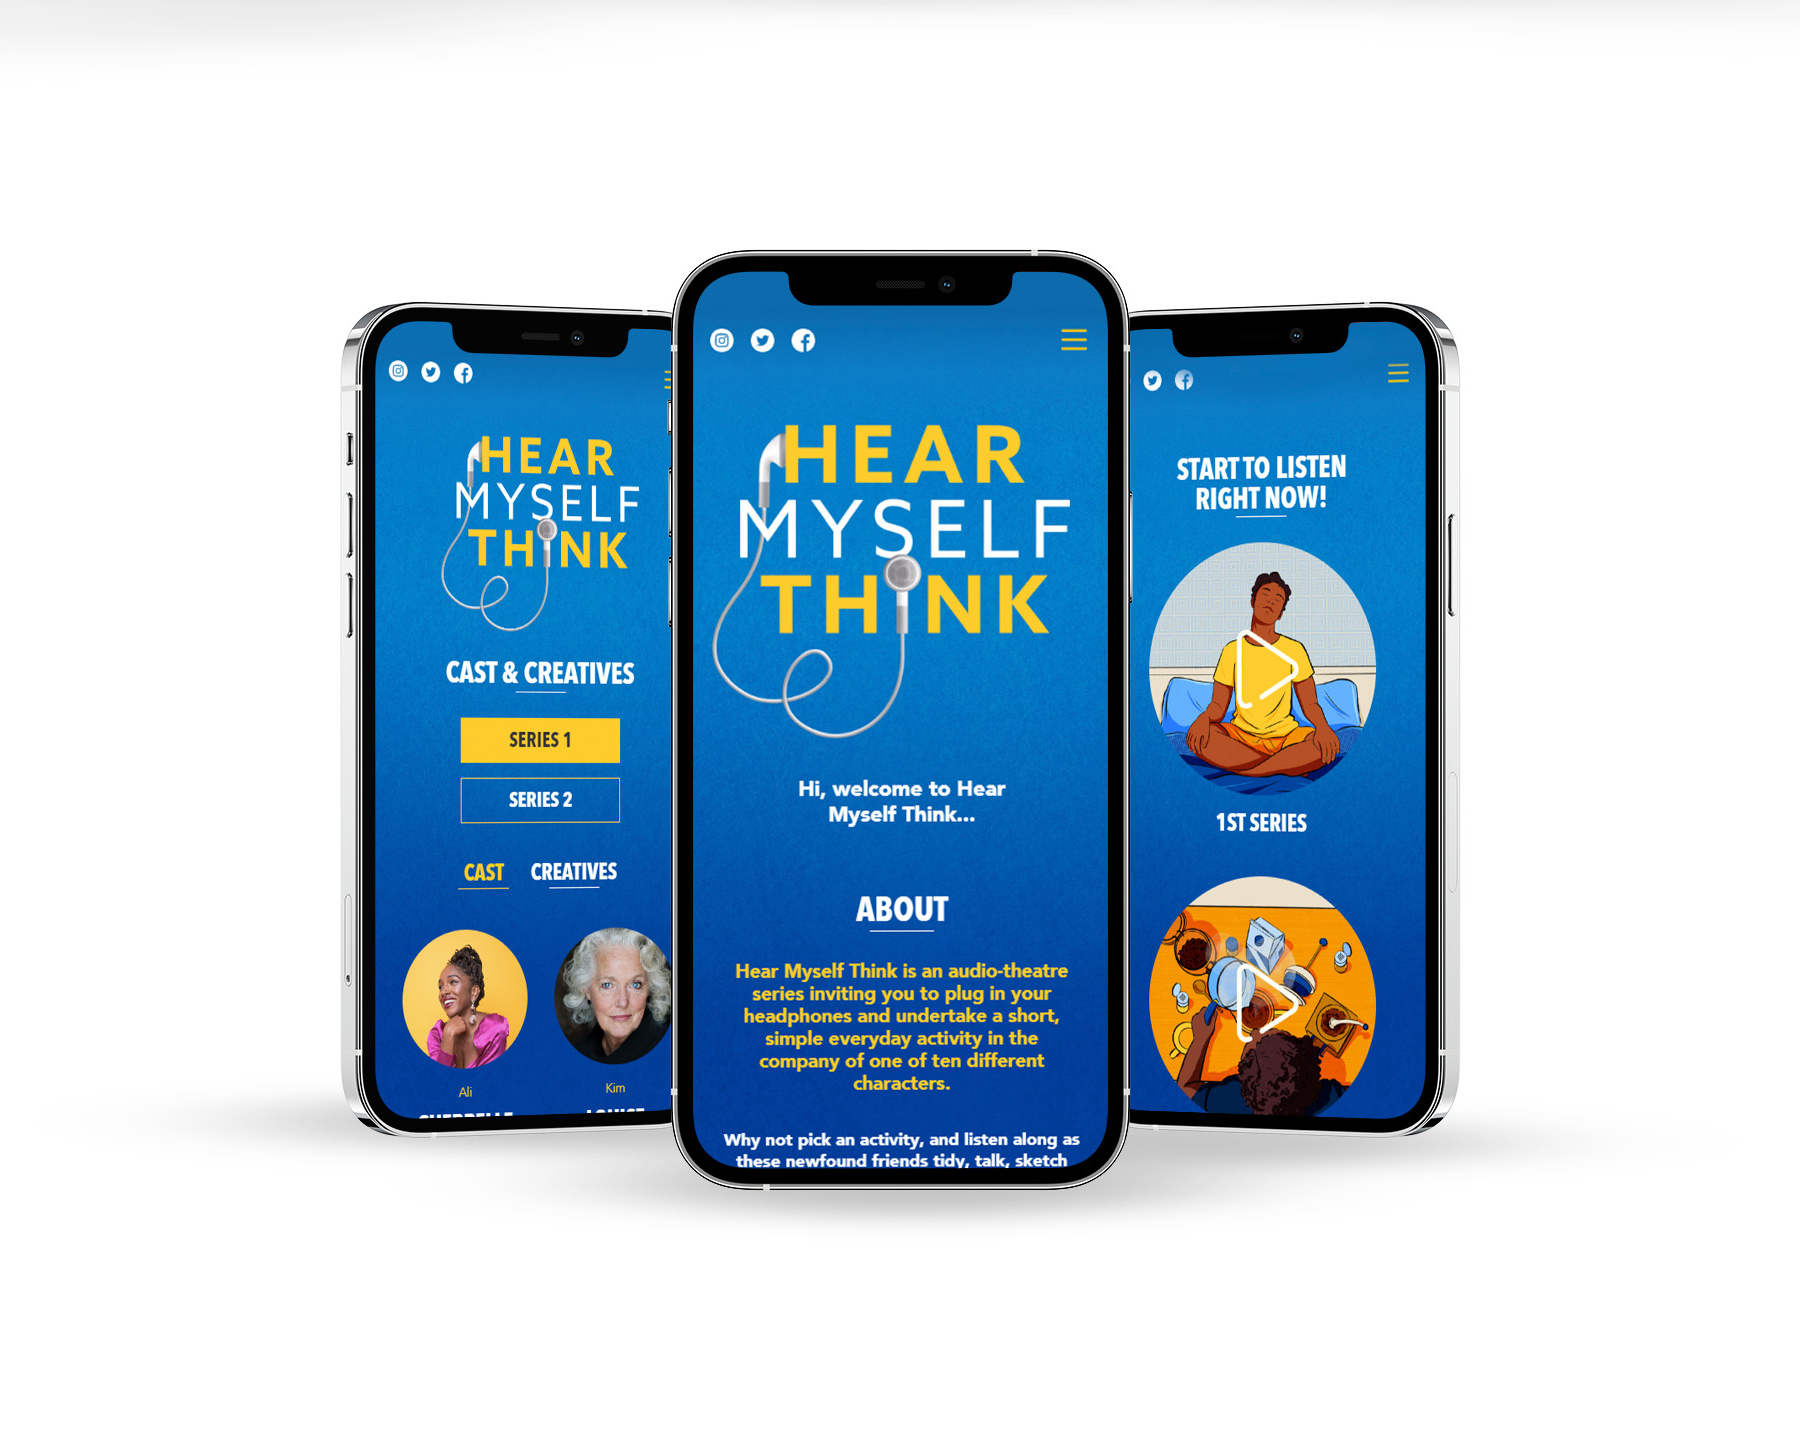 HEAR
MYSELF
THINK
CAST & CREATIVES
SERIES 1
SERIES 2
CAST
CREATIVES
Ali
Kim
HEAR
MYSELF
THINK
Hi, welcome to Hear
Myself Think...
ABOUT
Hear Myself Think is an audio-theatre
series inviting you to plug in your
headphones and undertake a short,
simple everyday activity in the
company of one of ten different
characters.
Why not pick an activity, and listen along as
these newfound friends tidy, talk, sketch
START TO LISTEN
RIGHT NOW!
1ST SERIES